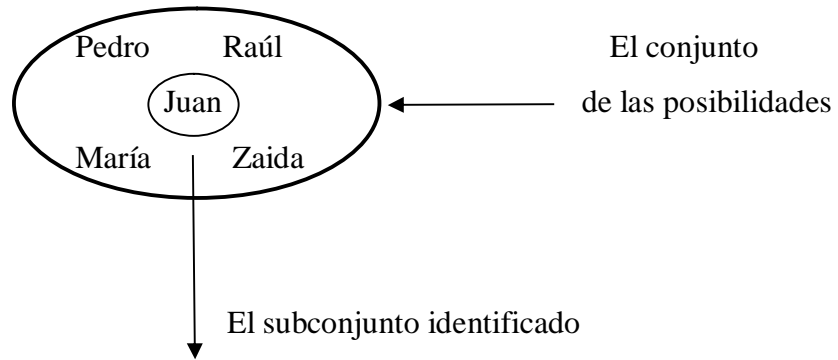 Pedro Raúl
El conjunto
Juan
de las posibilidades
María Zaida
El subconjunto identificado